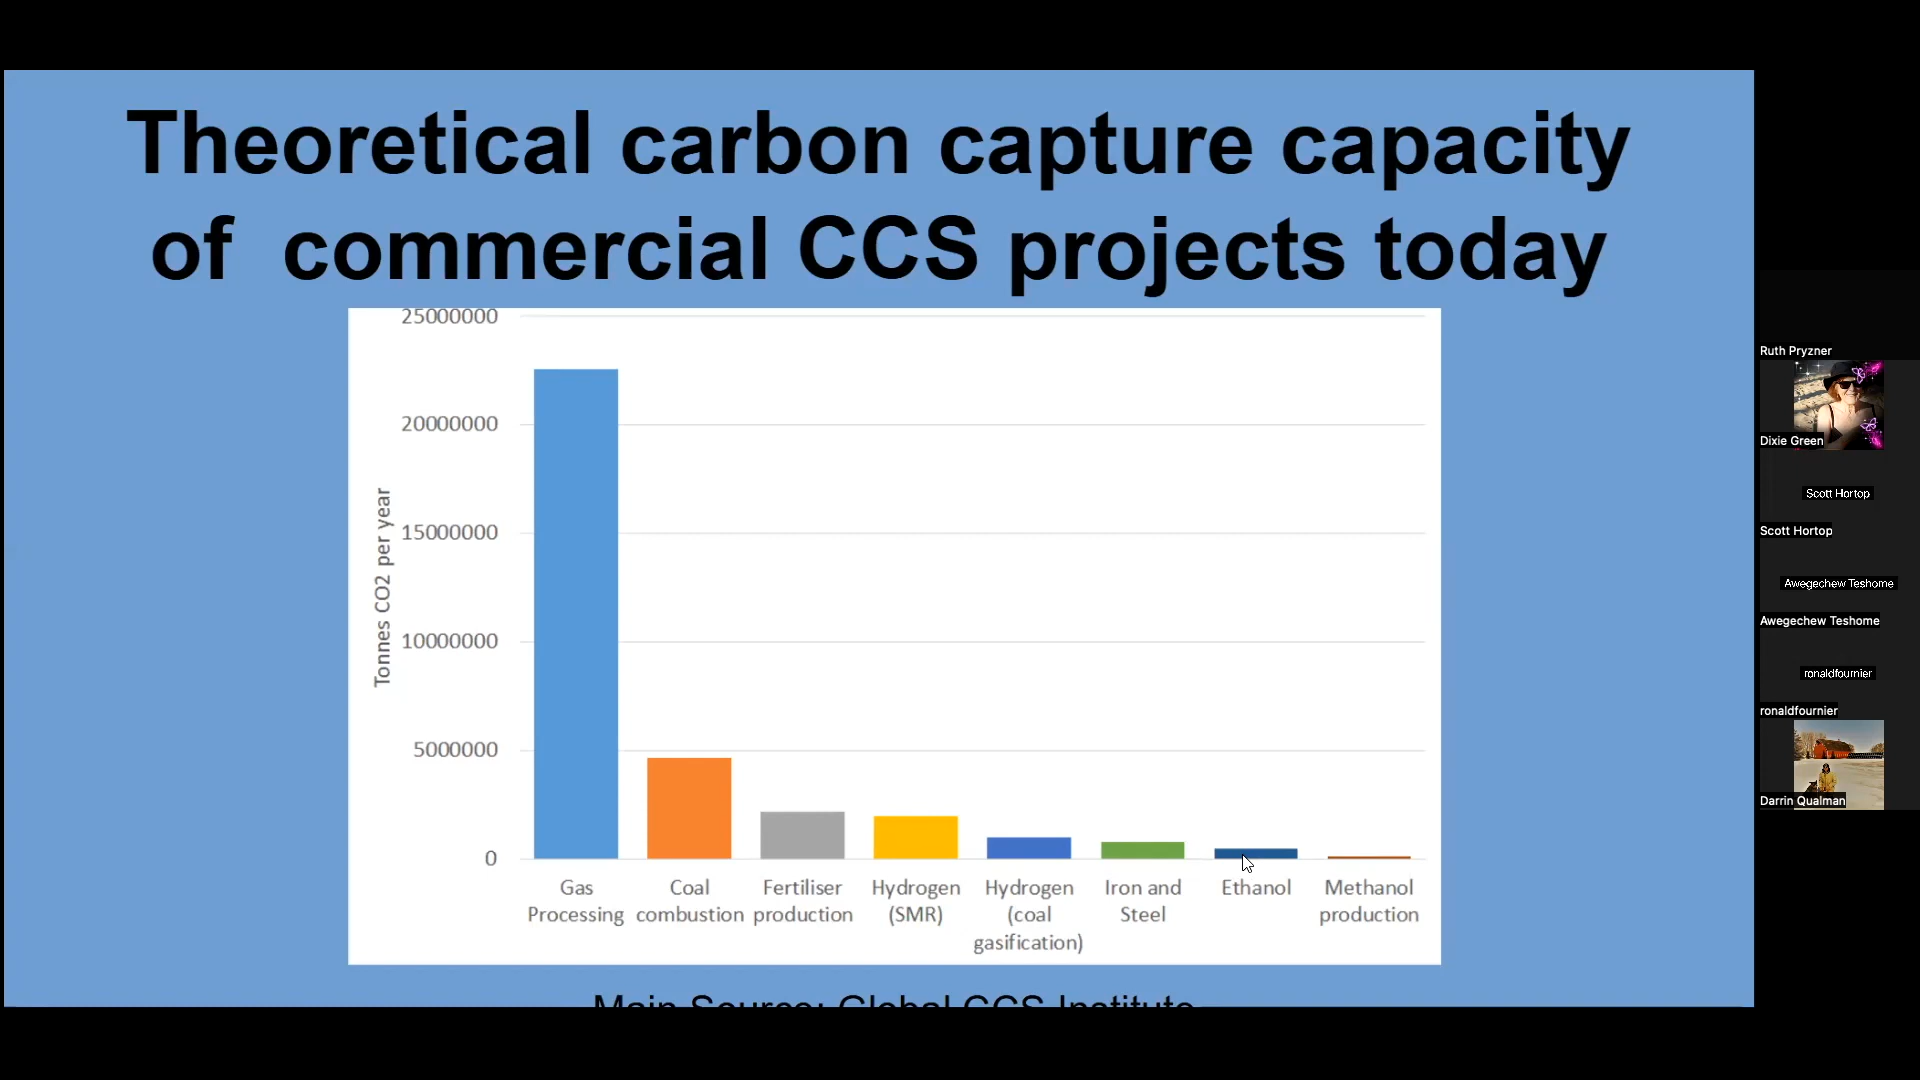 Theoretical carbon capture capacity
of commercial CCS projects today
25000000
20000000
15000000
10000000
5000000
0
Tonnes CO2 per year
Gas Processing
Coal combustion
Fertiliser production
Hydrogen (SMR)
Hydrogen (coal gasification)
Iron and Steel
Ethanol
Methanol production
Main Source: Global CCS Institute
Ruth Pryzner
Dixie Green
Scott Hortop
Scott Hortop
Awegechew Teshome
Awegechew Teshome
ronaldfournier
ronaldfournier
Darrin Qualman